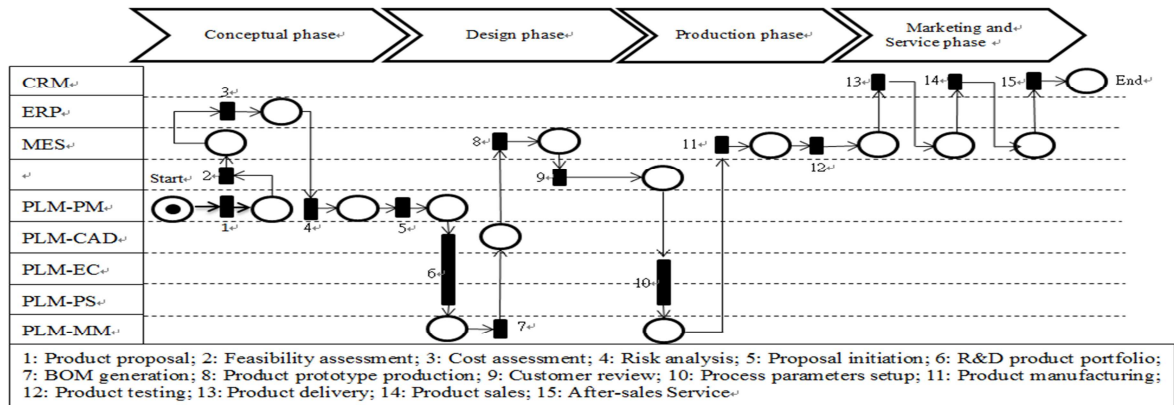 Conceptual phase
Design phase
Production phase
Marketing and
Service phase
CRM
3
13
14
15
End
ERP
MES
8
11
12
Start
2
9
PLM-PM
1
4
5
PLM-CAD
PLM-EC
6
10
PLM-PS
PLM-MM
7
1: Product proposal; 2: Feasibility assessment; 3: Cost assessment; 4: Risk analysis; 5: Proposal initiation; 6: R&D product portfolio;
7: BOM generation; 8: Product prototype production; 9: Customer review; 10: Process parameters setup; 11: Product manufacturing;
12: Product testing; 13: Product delivery; 14: Product sales; 15: After-sales Service